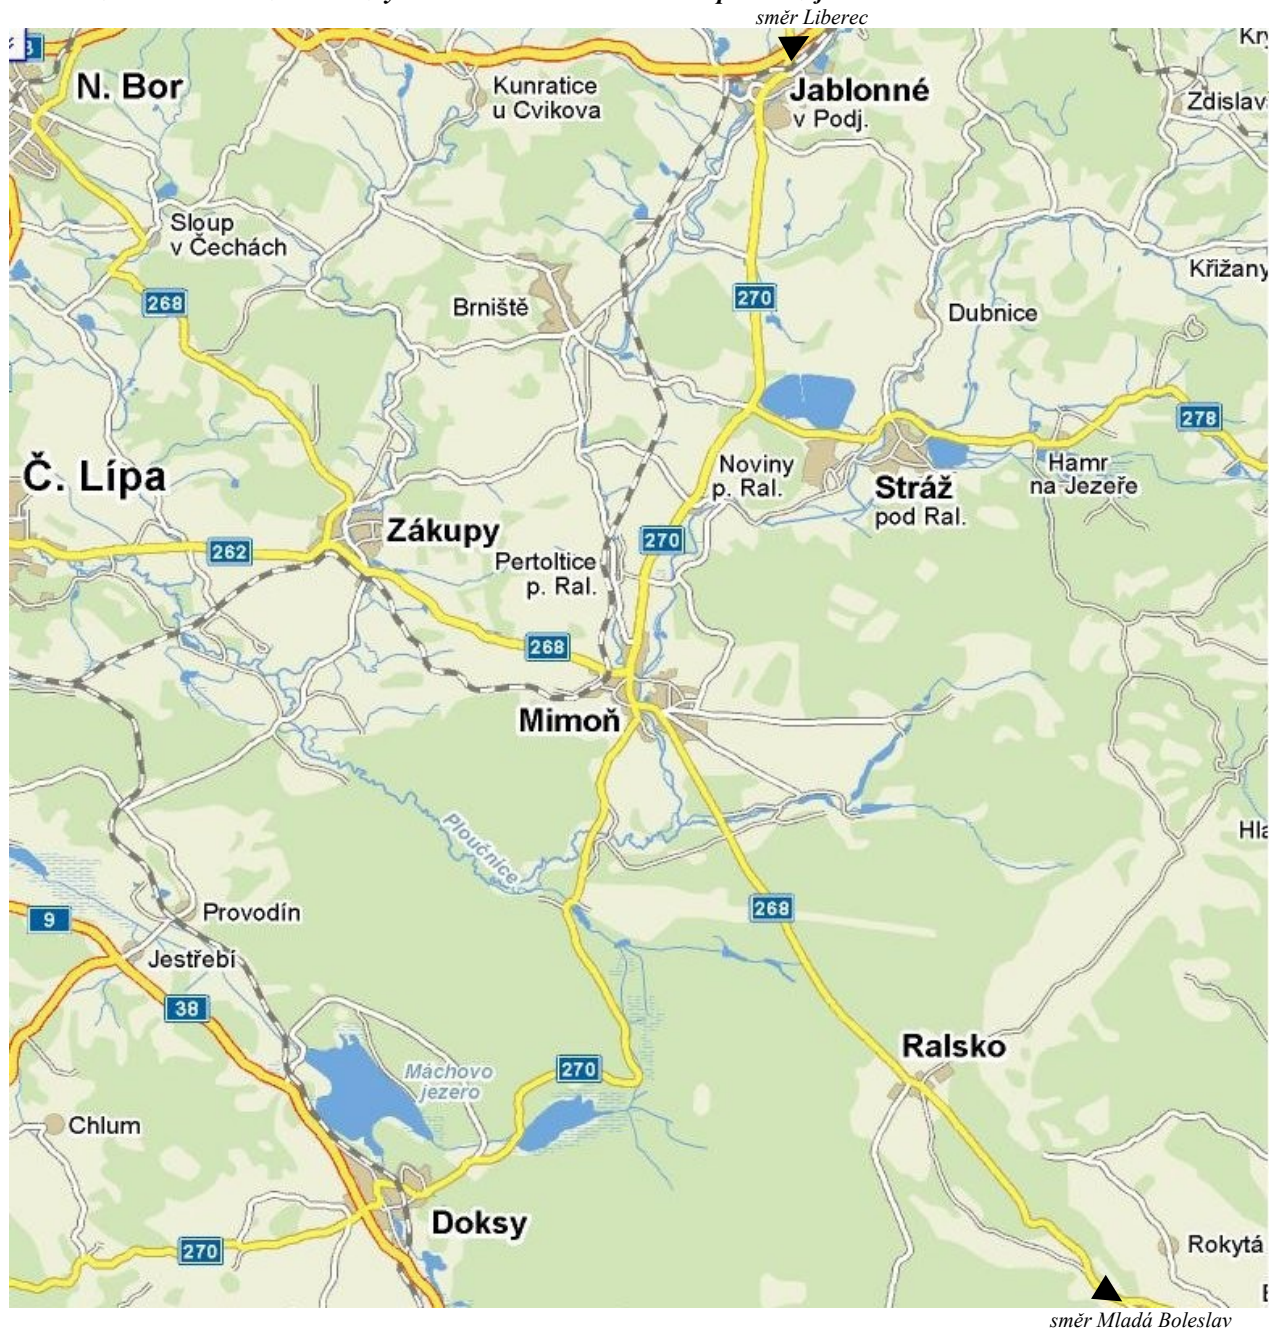 směr Liberec
N. Bor
Kunratice
u Cvikova
Jablonné
v Podj.
Sloup
v Čechách
Křižany
268
270
Brniště
Dubnice
278
Č. Lípa
Noviny
p. Ral.
Stráž
pod Ral.
Hamr
na Jezeře
Zákupy
262
270
Pertoltice
p. Ral.
268
Mimoň
Ploučnice
9
Provodín
268
Jestřebí
38
Ralsko
270
Máchovo
jezero
Chlum
Doksy
270
Rokytá
směr Mladá Boleslav